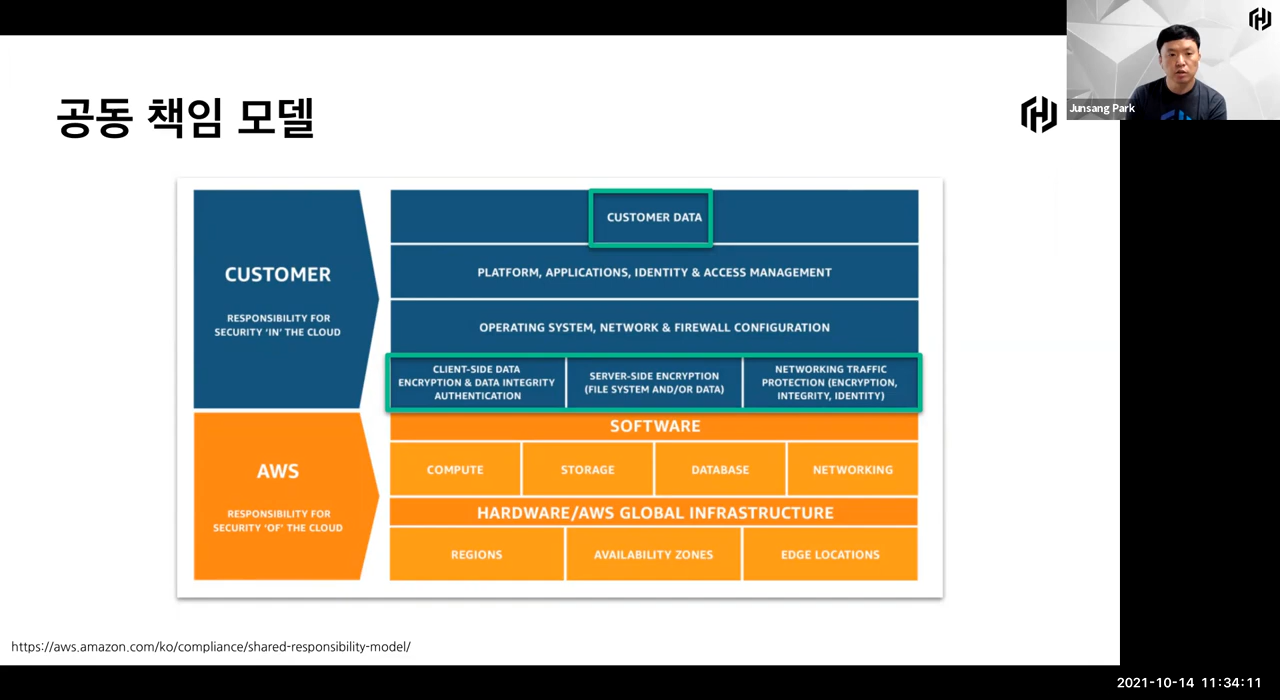 Junsang Park
공동 책임 모델
CUSTOMER
RESPONSIBILITY FOR
SECURITY ‘IN’ THE CLOUD
CUSTOMER DATA
PLATFORM, APPLICATIONS, IDENTITY & ACCESS MANAGEMENT
OPERATING SYSTEM, NETWORK & FIREWALL CONFIGURATION
CLIENT-SIDE DATA
ENCRYPTION & DATA INTEGRITY
AUTHENTICATION
SERVER-SIDE ENCRYPTION
(FILE SYSTEM AND/OR DATA)
NETWORKING TRAFFIC
PROTECTION (ENCRYPTION,
INTEGRITY, IDENTITY)
AWS
RESPONSIBILITY FOR
SECURITY ‘OF’ THE CLOUD
SOFTWARE
COMPUTE
STORAGE
DATABASE
NETWORKING
HARDWARE/AWS GLOBAL INFRASTRUCTURE
REGIONS
AVAILABILITY ZONES
EDGE LOCATIONS
https://aws.amazon.com/ko/compliance/shared-responsibility-model/
2021-10-14 11:34:11